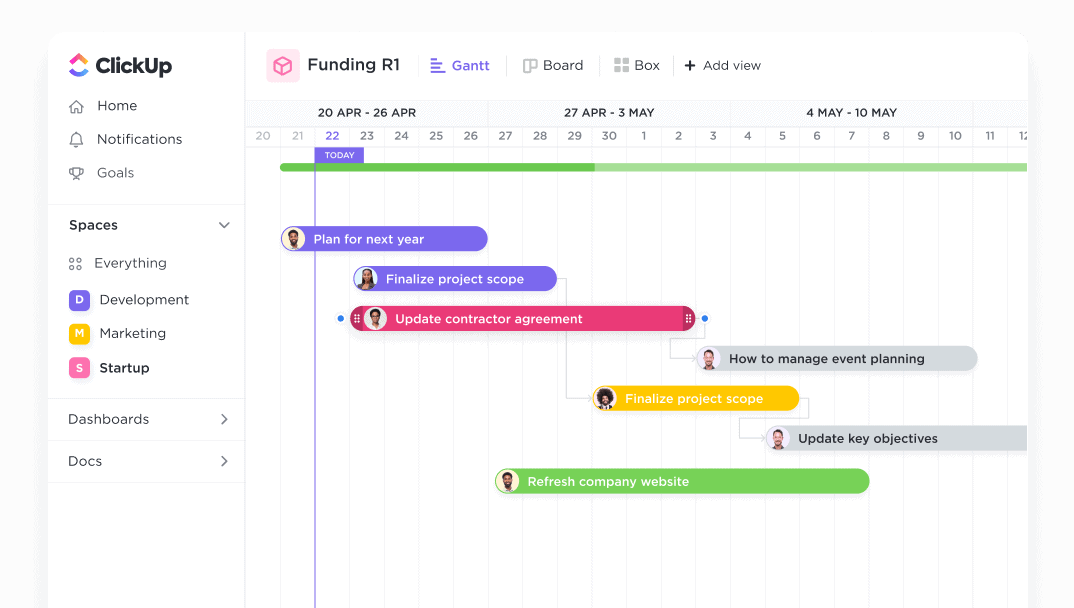 ClickUp
Home
Notifications
Goals
Spaces
Everything
D Development
M Marketing
S Startup
Dashboards
Docs
Funding R1
Gantt
Board
Box
+ Add view
20 APR - 26 APR 27 APR - 3 MAY 4 MAY - 10 MAY
20 21 22 23 24 25 26 27 28 29 30 1 2 3 4 5 6 7 8 9 10 11 12
TODAY
Plan for next year
Finalize project scope
Update contractor agreement
How to manage event planning
Finalize project scope
Update key objectives
Refresh company website